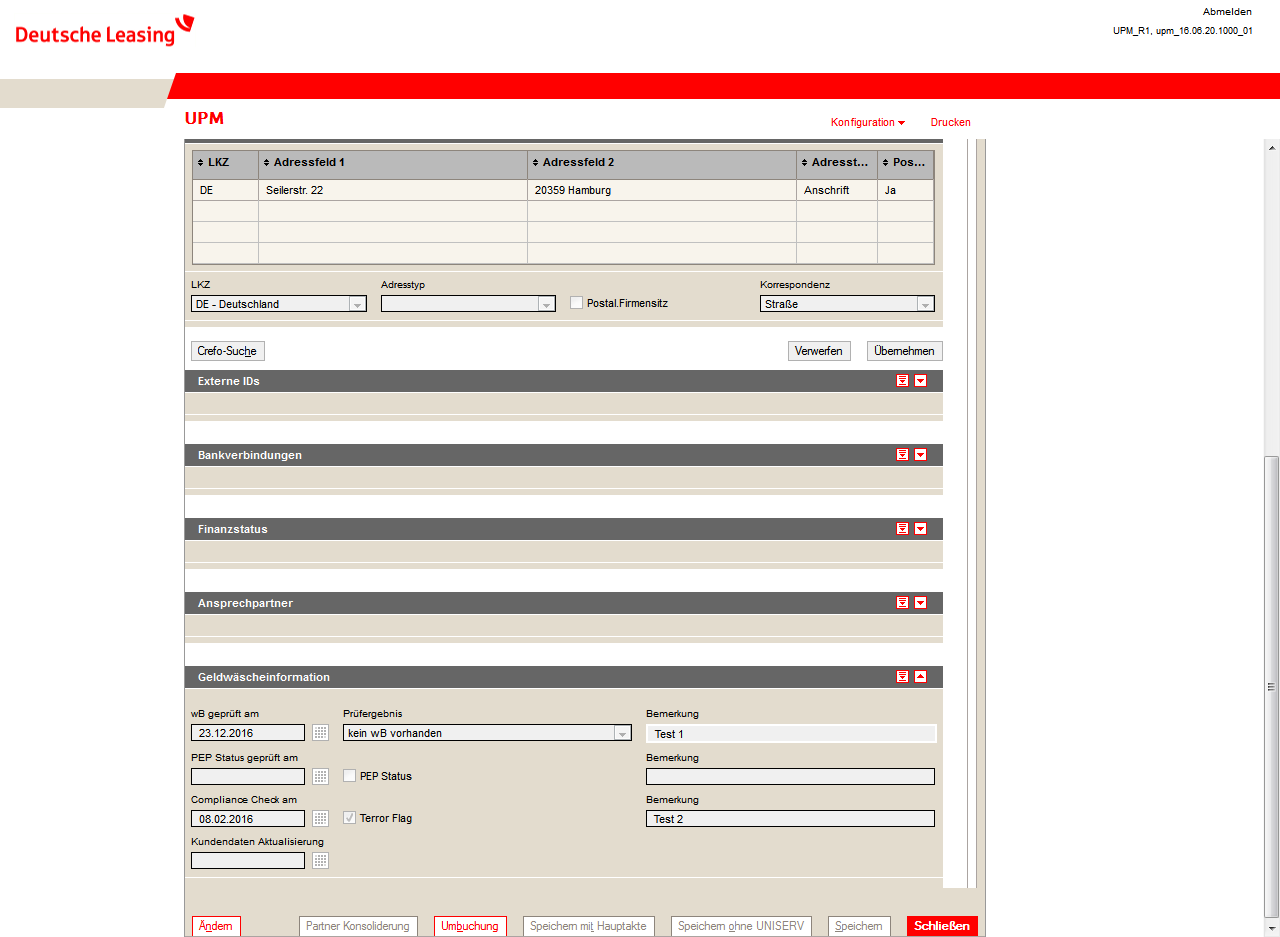 Deutsche Leasing
Abmelden
UPM_R1, upm_16.06.20.1000_01
UPM
Konfiguration
Drucken
LKZ Adressfeld 1 Adressfeld 2 Adresst... Pos...
DE Seilerstr. 22 20359 Hamburg Anschrift Ja
LKZ Adresstyp Korrespondenz
DE - Deutschland Postal.Firmensitz Straße
Crefo-Suche Verwerfen Übernehmen
Externe IDs
Bankverbindungen
Finanzstatus
Ansprechpartner
Geldwäscheinformation
wB geprüft am Prüfergebnis Bemerkung
23.12.2016 kein wB vorhanden Test 1
PEP Status geprüft am Bemerkung
PEP Status
Compliance Check am Bemerkung
08.02.2016 Terror Flag Test 2
Kundendaten Aktualisierung
Ändern Partner Konsolidierung Umbuchung Speichern mit Hauptakte Speichern ohne UNISERV Speichern Schließen